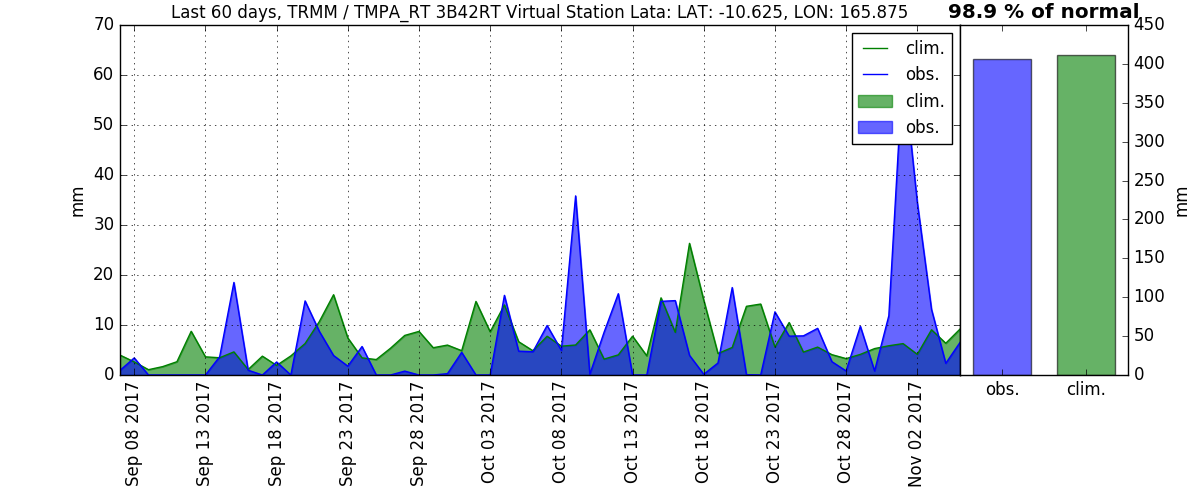 Last 60 days, TRMM / TMPA_RT 3B42RT Virtual Station Lata: LAT: -10.625, LON: 165.875
98.9 % of normal
70
60
50
40
30
20
10
0
mm
clim.
obs.
clim.
obs.
450
400
350
300
250
200
150
100
50
0
mm
obs.
clim.
Sep 08 2017
Sep 13 2017
Sep 18 2017
Sep 23 2017
Sep 28 2017
Oct 03 2017
Oct 08 2017
Oct 13 2017
Oct 18 2017
Oct 23 2017
Oct 28 2017
Nov 02 2017